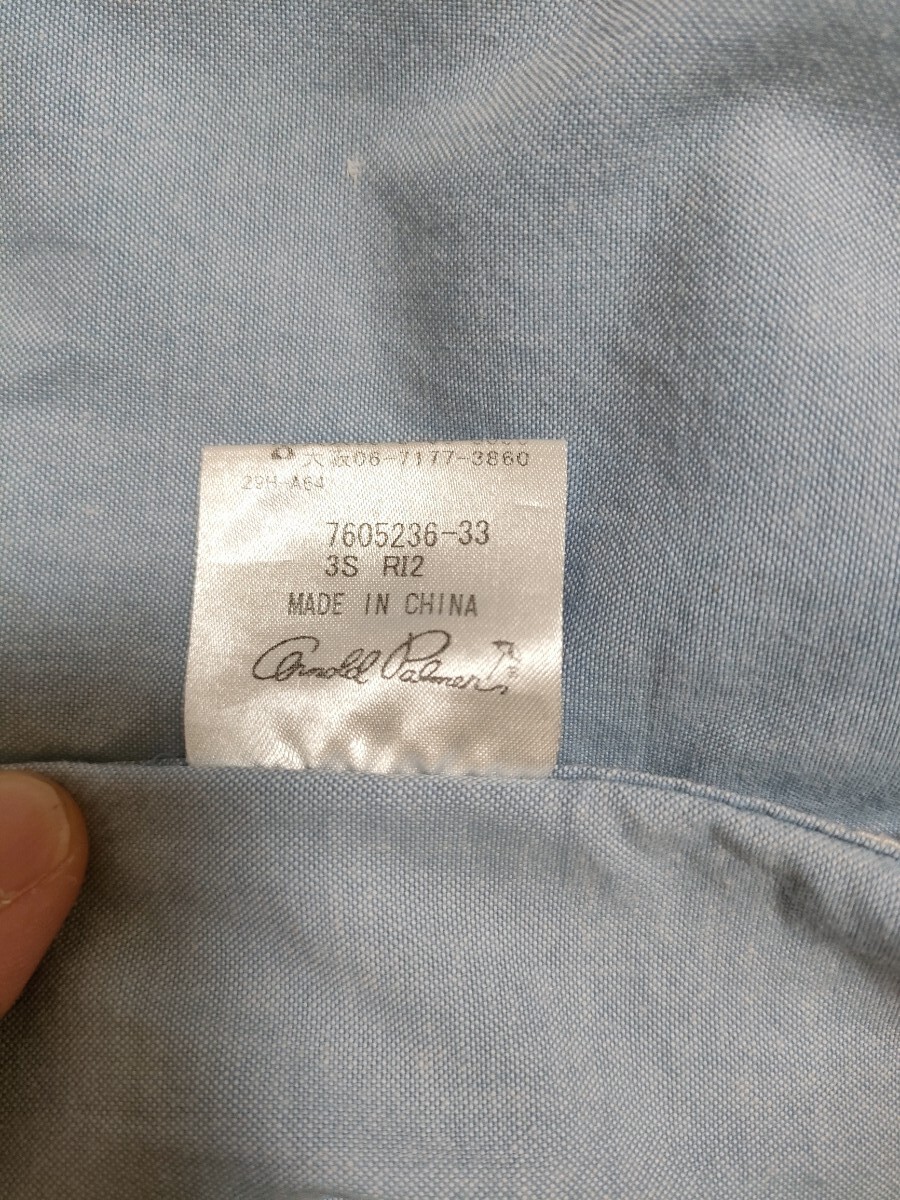 大阪06-7177-3860
29H-A64
7605236-33
3S RI2
MADE IN CHINA
Arnold Palmer